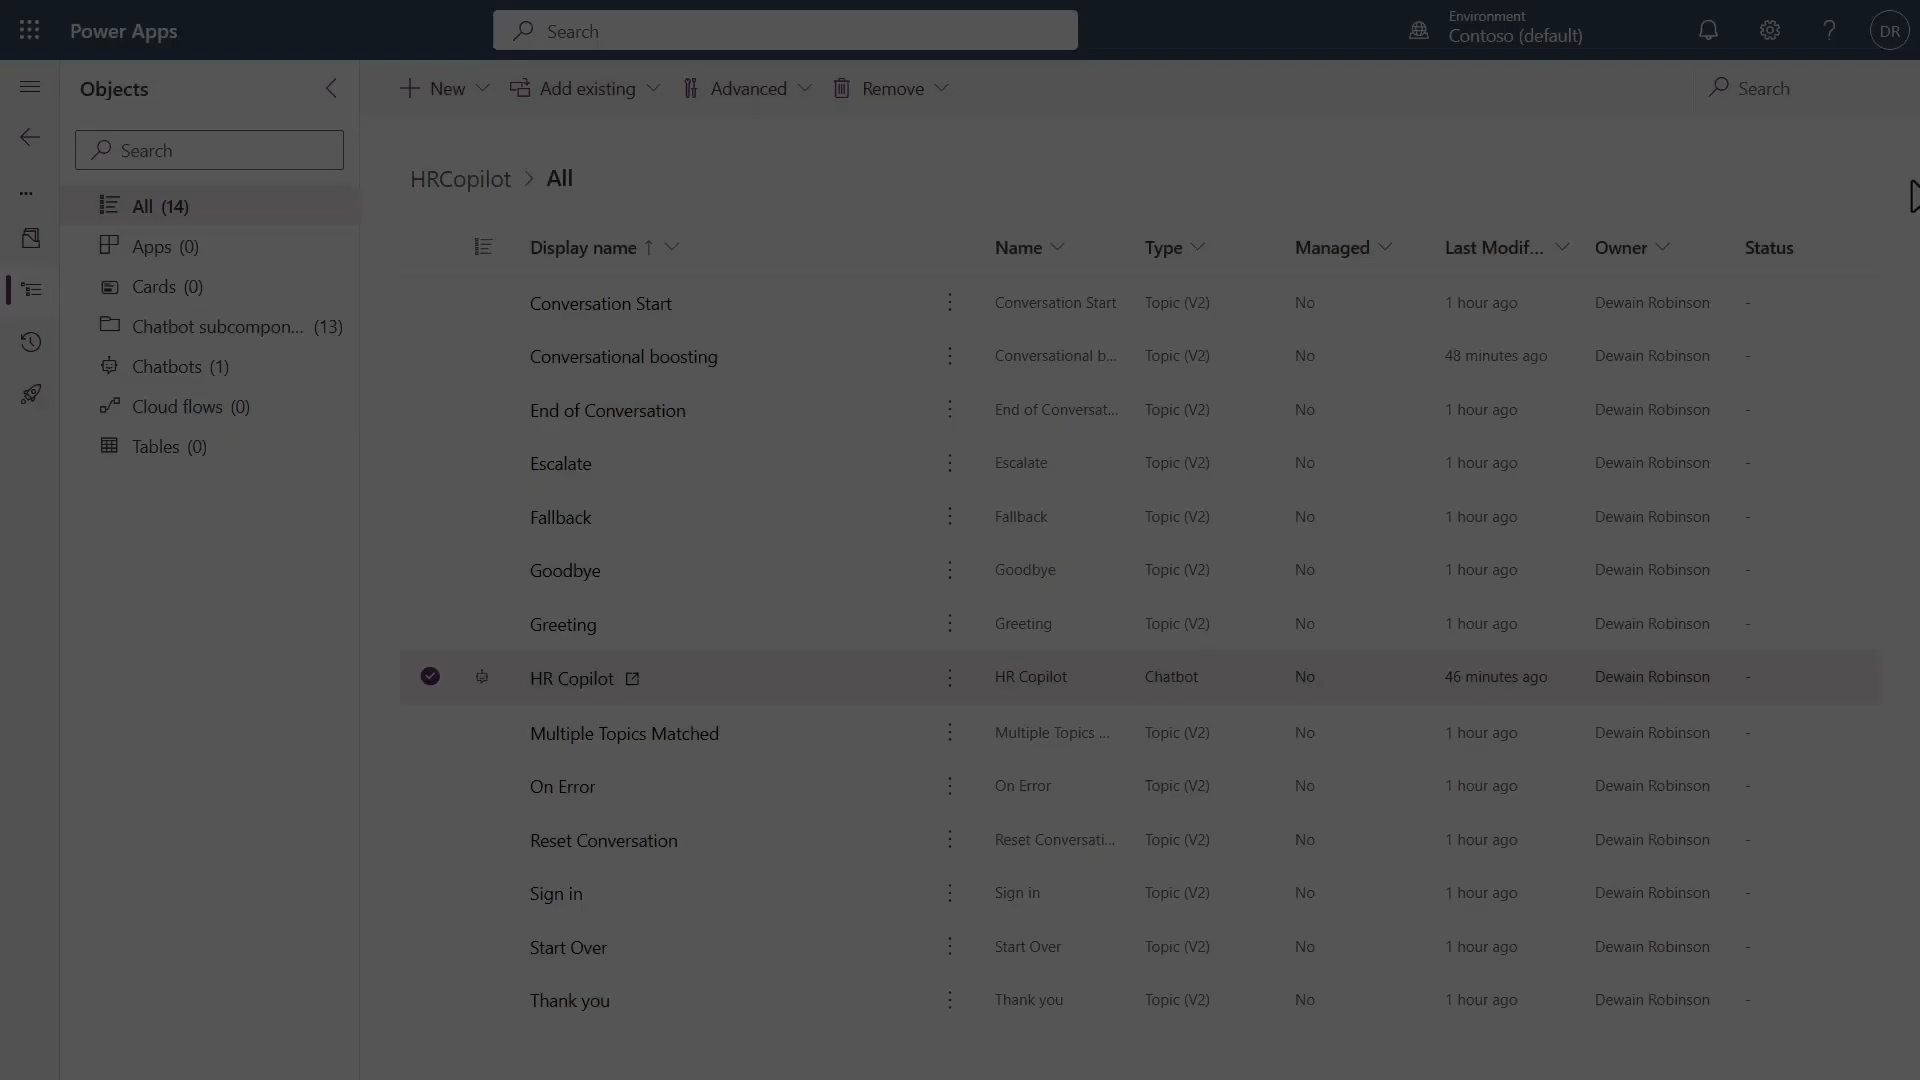 Power Apps
Search
Environment
Contoso (default)
DR
Objects
New
Add existing
Advanced
Remove
Search
Search
HRCopilot > All
All (14)
Apps (0)
Cards (0)
Chatbot subcompon... (13)
Chatbots (1)
Cloud flows (0)
Tables (0)
Display name ↑ Name Type Managed Last Modif... Owner Status
Conversation Start Conversation Start Topic (V2) No 1 hour ago Dewain Robinson -
Conversational boosting Conversational b... Topic (V2) No 48 minutes ago Dewain Robinson -
End of Conversation End of Conversat... Topic (V2) No 1 hour ago Dewain Robinson -
Escalate Escalate Topic (V2) No 1 hour ago Dewain Robinson -
Fallback Fallback Topic (V2) No 1 hour ago Dewain Robinson -
Goodbye Goodbye Topic (V2) No 1 hour ago Dewain Robinson -
Greeting Greeting Topic (V2) No 1 hour ago Dewain Robinson -
HR Copilot HR Copilot Chatbot No 46 minutes ago Dewain Robinson -
Multiple Topics Matched Multiple Topics ... Topic (V2) No 1 hour ago Dewain Robinson -
On Error On Error Topic (V2) No 1 hour ago Dewain Robinson -
Reset Conversation Reset Conversati... Topic (V2) No 1 hour ago Dewain Robinson -
Sign in Sign in Topic (V2) No 1 hour ago Dewain Robinson -
Start Over Start Over Topic (V2) No 1 hour ago Dewain Robinson -
Thank you Thank you Topic (V2) No 1 hour ago Dewain Robinson -